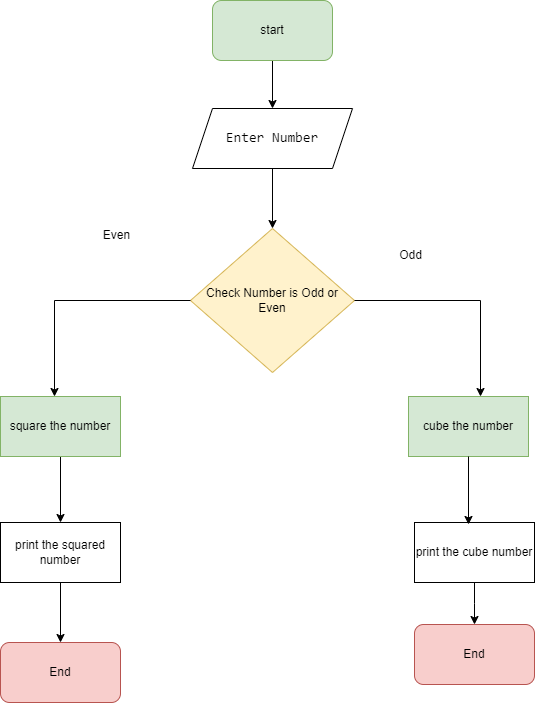 start
Enter Number
Even
Odd
Check Number is Odd or
Even
square the number
cube the number
print the squared
number
print the cube number
End
End